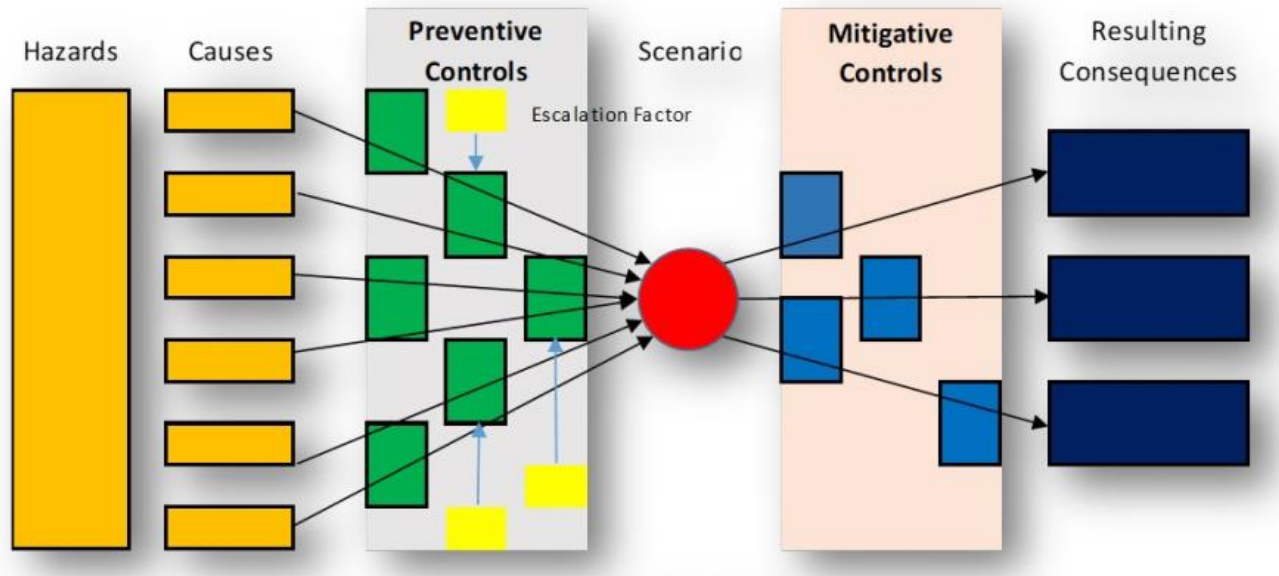 Hazards
Causes
Preventive
Controls
Scenario
Mitigative
Controls
Resulting
Consequences
Escalation Factor